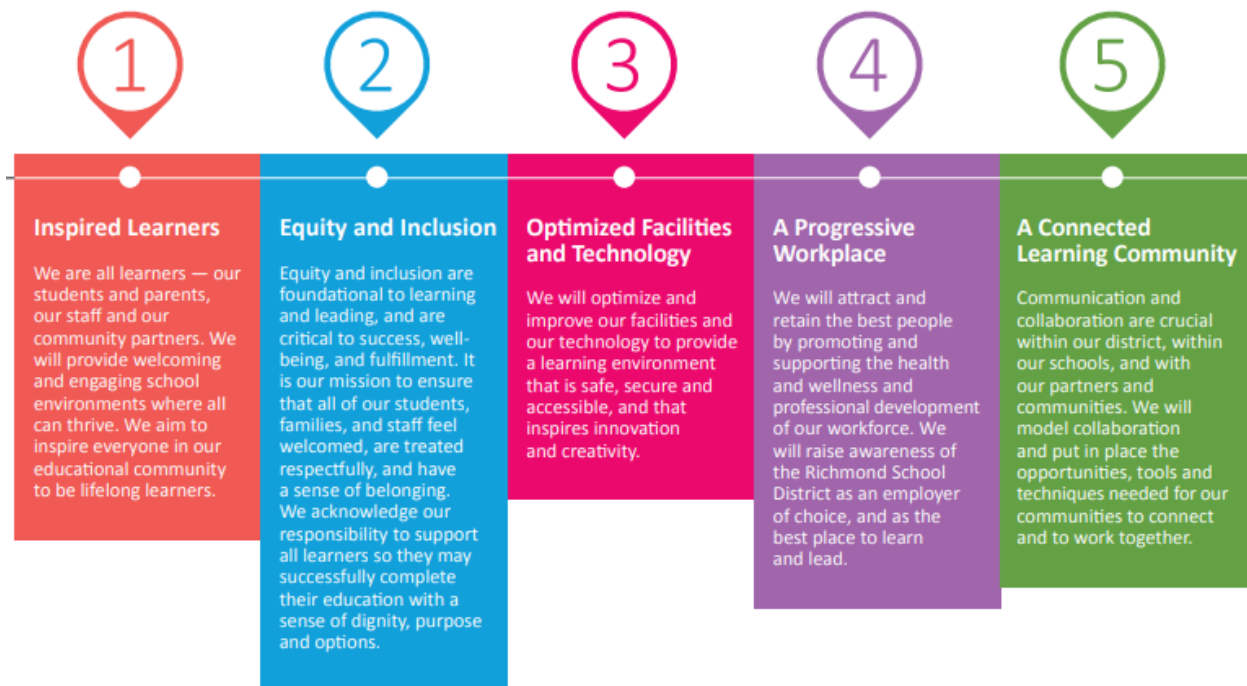 1
Inspired Learners
We are all learners — our
students and parents,
our staff and our
community partners. We
will provide welcoming
and engaging school
environments where all
can thrive. We aim to
inspire everyone in our
educational community
to be lifelong learners.
2
Equity and Inclusion
Equity and inclusion are
foundational to learning
and leading, and are
critical to success, well-
being, and fulfillment. It
is our mission to ensure
that all of our students,
families, and staff feel
welcomed, are treated
respectfully, and have
a sense of belonging.
We acknowledge our
responsibility to support
all learners so they may
successfully complete
their education with a
sense of dignity, purpose
and options.
3
Optimized Facilities
and Technology
We will optimize and
improve our facilities and
our technology to provide
a learning environment
that is safe, secure and
accessible, and that
inspires innovation
and creativity.
4
A Progressive
Workplace
We will attract and
retain the best people
by promoting and
supporting the health
and wellness and
professional development
of our workforce. We
will raise awareness of
the Richmond School
District as an employer
of choice, and as the
best place to learn
and lead.
5
A Connected
Learning Community
Communication and
collaboration are crucial
within our district, within
our schools, and with
our partners and
communities. We will
model collaboration
and put in place the
opportunities, tools and
techniques needed for our
communities to connect
and to work together.